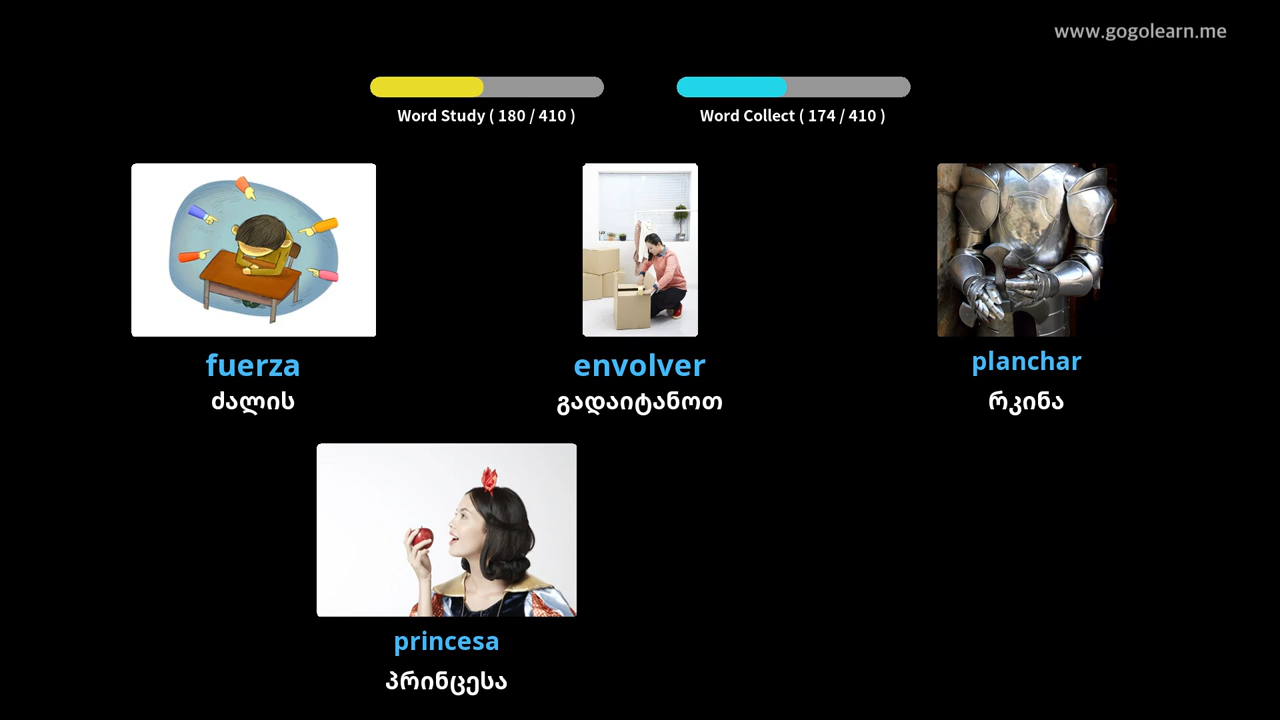 www.gogolearn.me
Word Study ( 180 / 410 )
Word Collect ( 174 / 410 )
fuerza
ძალის
envolver
გადაიტანოთ
planchar
რკინა
princesa
პრინცესა